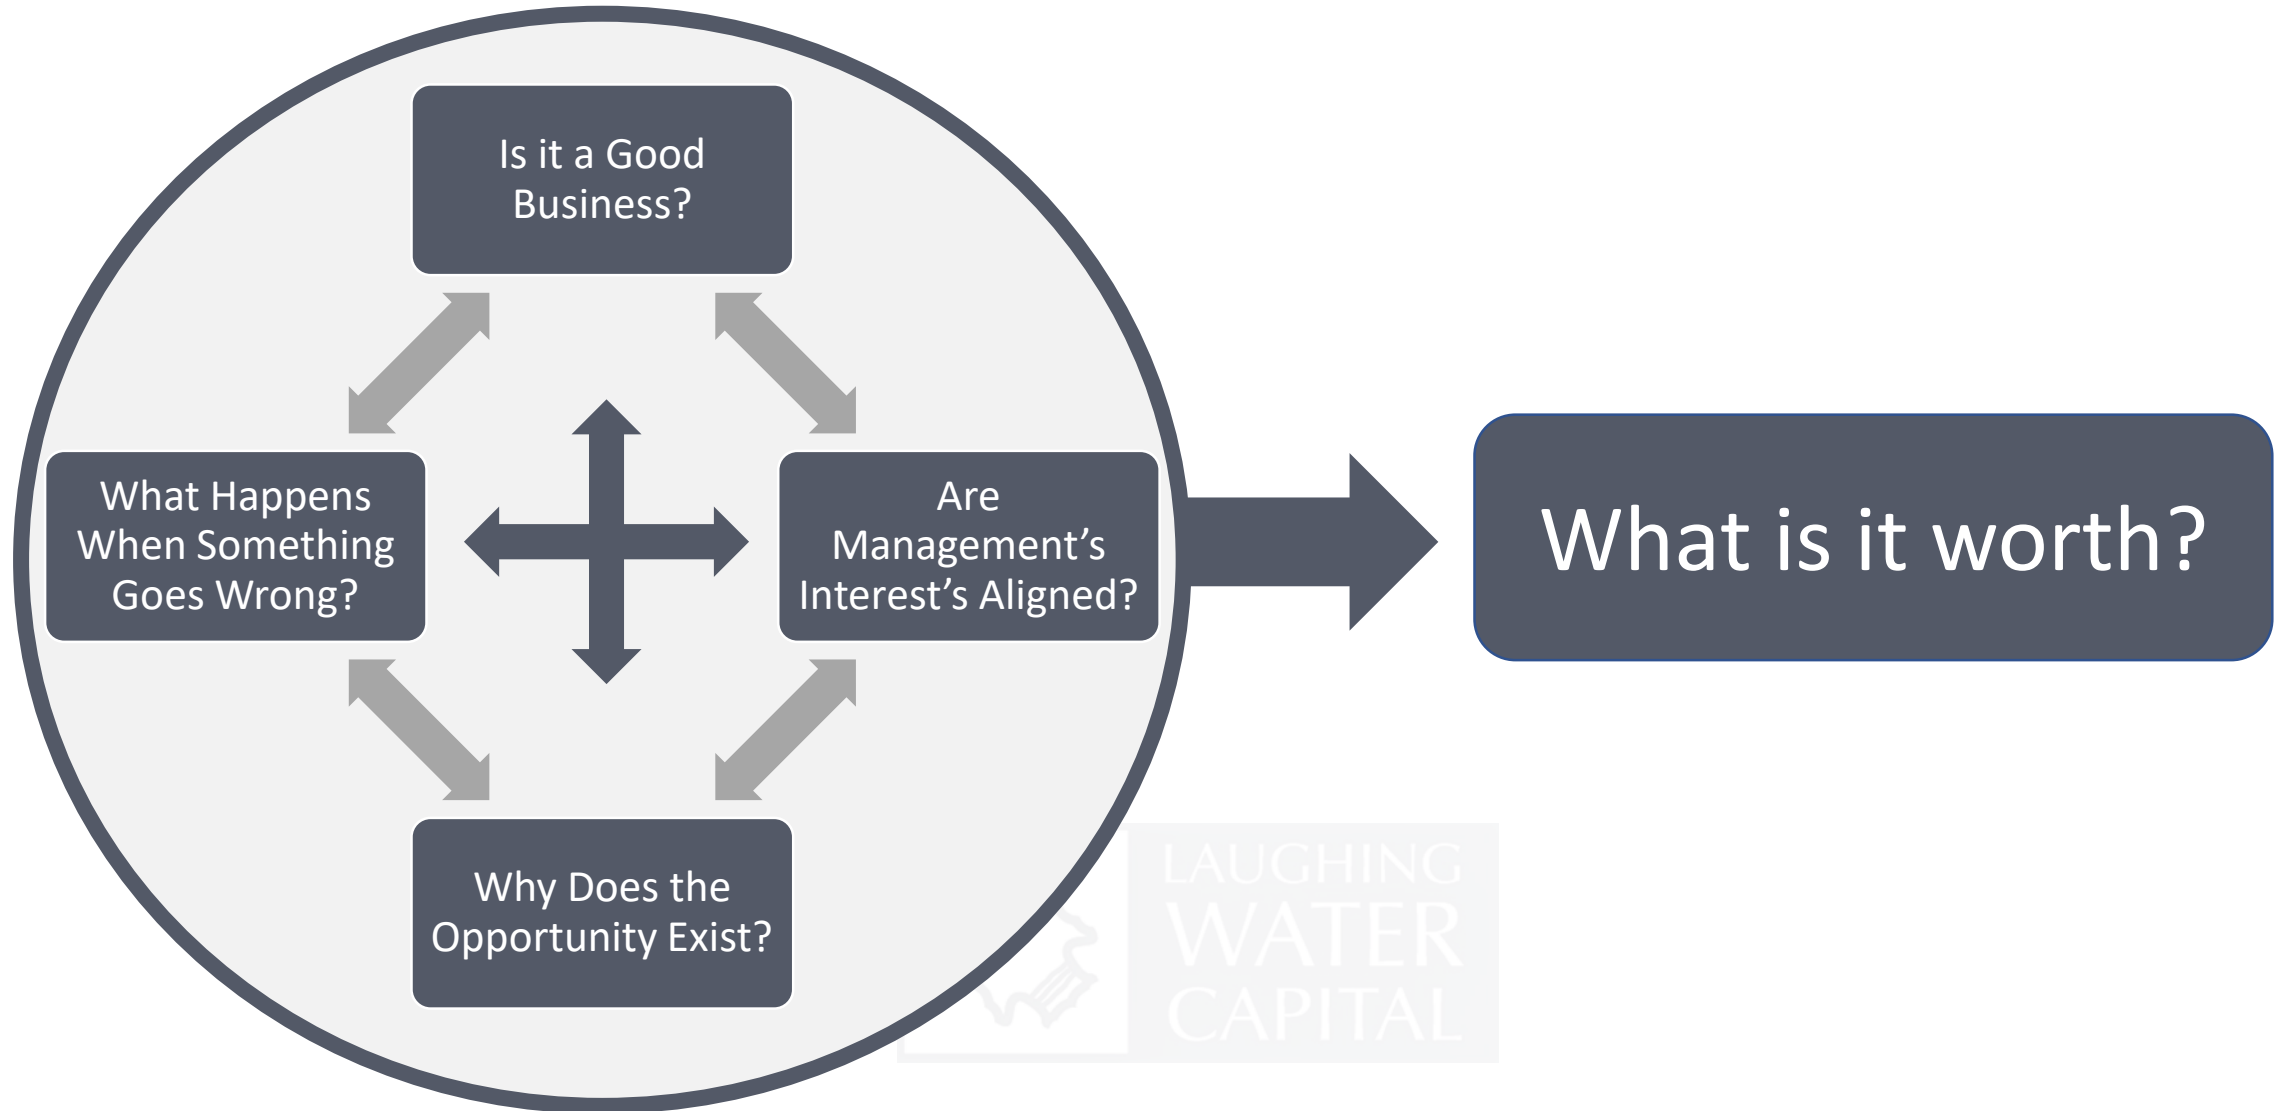 Is it a Good
Business?
What Happens
When Something
Goes Wrong?
Are
Management’s
Interest’s Aligned?
What is it worth?
Why Does the
Opportunity Exist?
LAUGHING
WATER
CAPITAL